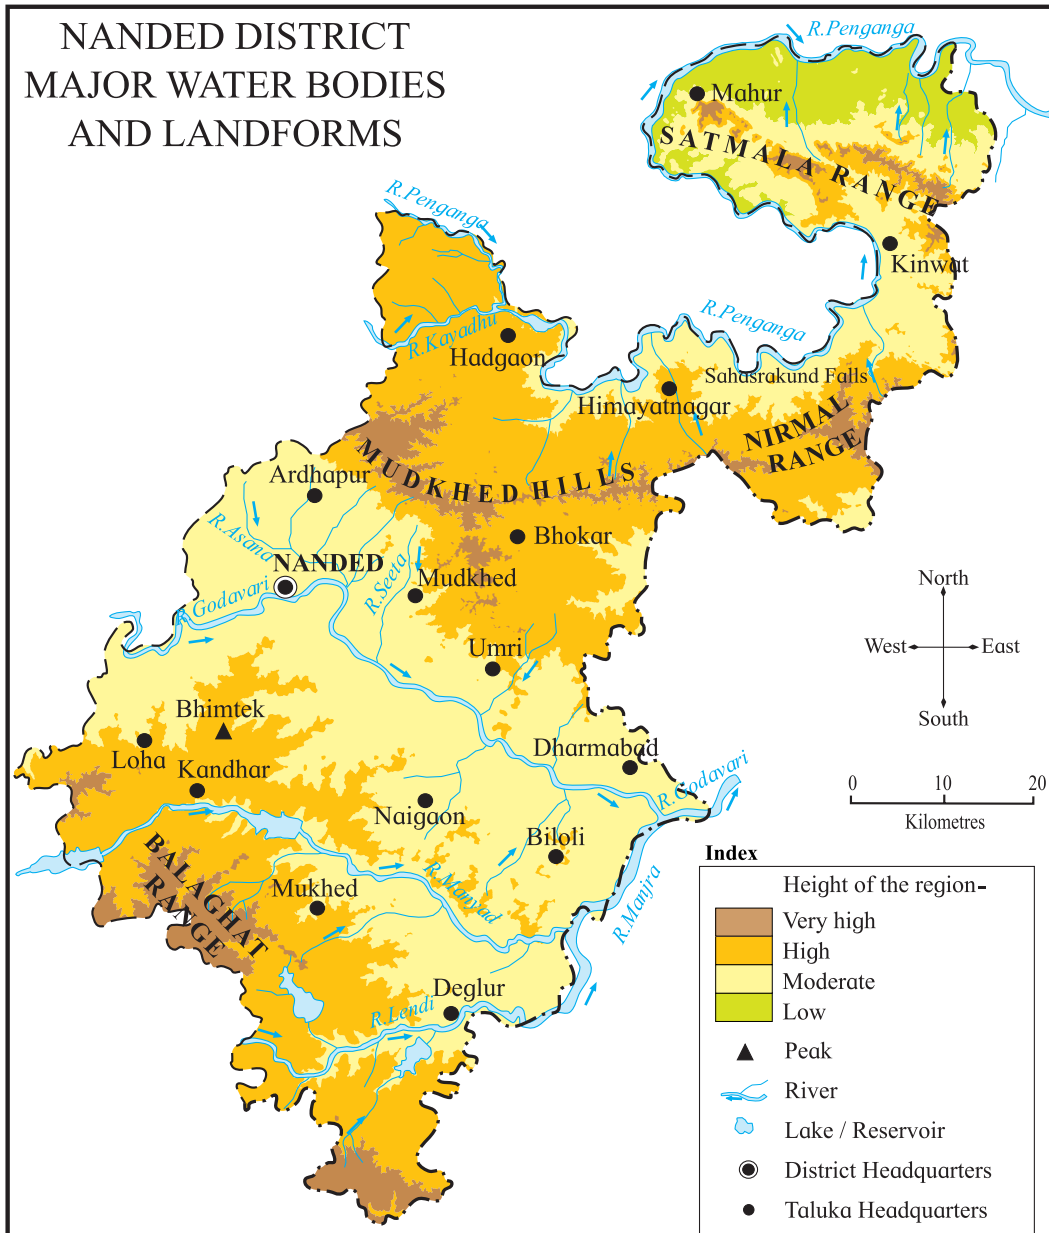 NANDED DISTRICT
MAJOR WATER BODIES
AND LANDFORMS
R.Penganga
Mahur
SATMALA RANGE
R.Penganga
Kinwat
R.Kayadhu
Hadgaon
R.Penganga
Sahasrakund Falls
Himayatnagar
NIRMAL
RANGE
MUDKHED HILLS
Ardhapur
R.Asana
Bhokar
NANDED
R.Seeta
Mudkhed
R.Godavari
North
West
East
South
Umri
Bhimtek
Loha
Kandhar
Dharmabad
R.Godavari
Naigaon
Biloli
0 10 20
Kilometres
BALAGHAT
RANGE
Mukhed
R.Manyad
R.Manjra
Deglur
R.Lendi
Index
Height of the region-
Very high
High
Moderate
Low
Peak
River
Lake / Reservoir
District Headquarters
Taluka Headquarters